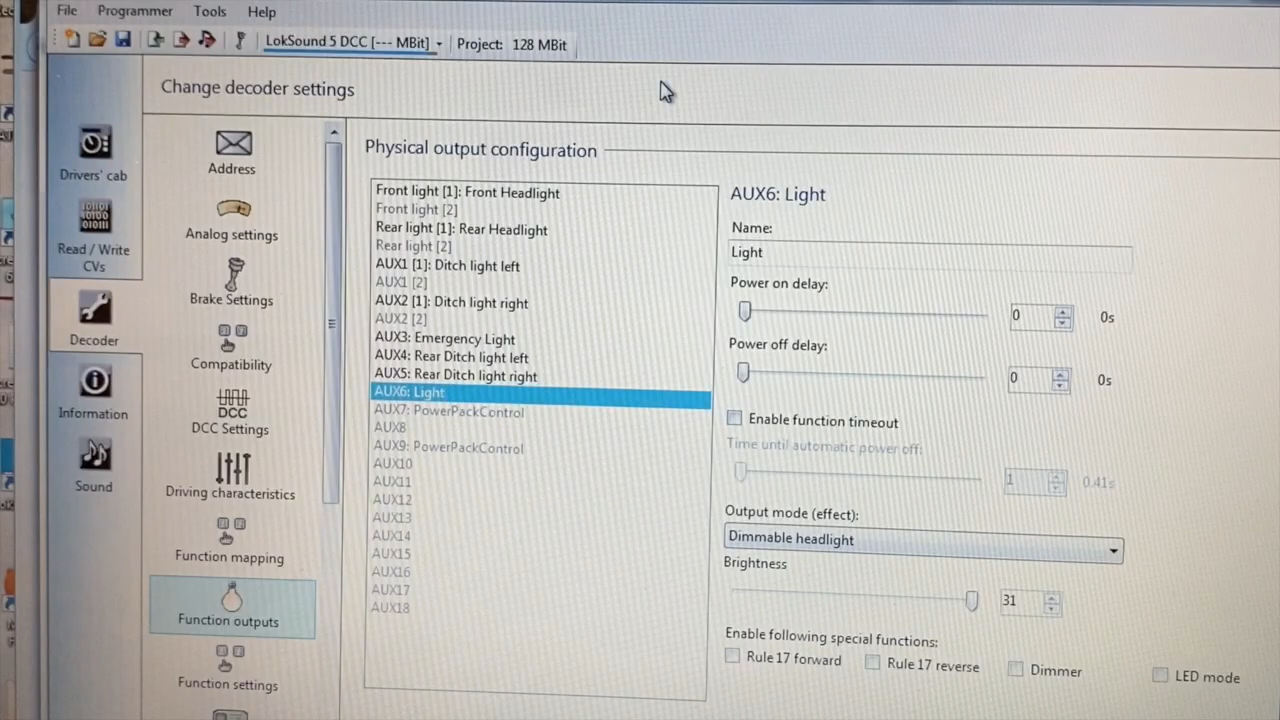 File Programmer Tools Help
LokSound 5 DCC [--- MBit] Project: 128 MBit
Change decoder settings
Drivers' cab
Read / Write
CVs
Decoder
Information
Sound
Address
Analog settings
Brake Settings
Compatibility
DCC
DCC Settings
Driving characteristics
Function mapping
Function outputs
Function settings
Physical output configuration
Front light [1]: Front Headlight
Front light [2]
Rear light [1]: Rear Headlight
Rear light [2]
AUX1 [1]: Ditch light left
AUX1 [2]
AUX2 [1]: Ditch light right
AUX2 [2]
AUX3: Emergency Light
AUX4: Rear Ditch light left
AUX5: Rear Ditch light right
AUX6: Light
AUX7: PowerPackControl
AUX8
AUX9: PowerPackControl
AUX10
AUX11
AUX12
AUX13
AUX14
AUX15
AUX16
AUX17
AUX18
AUX6: Light
Name:
Light
Power on delay:
0 0s
Power off delay:
0 0s
Enable function timeout
Time until automatic power off:
1 0.41s
Output mode (effect):
Dimmable headlight
Brightness
31
Enable following special functions:
Rule 17 forward Rule 17 reverse Dimmer LED mode